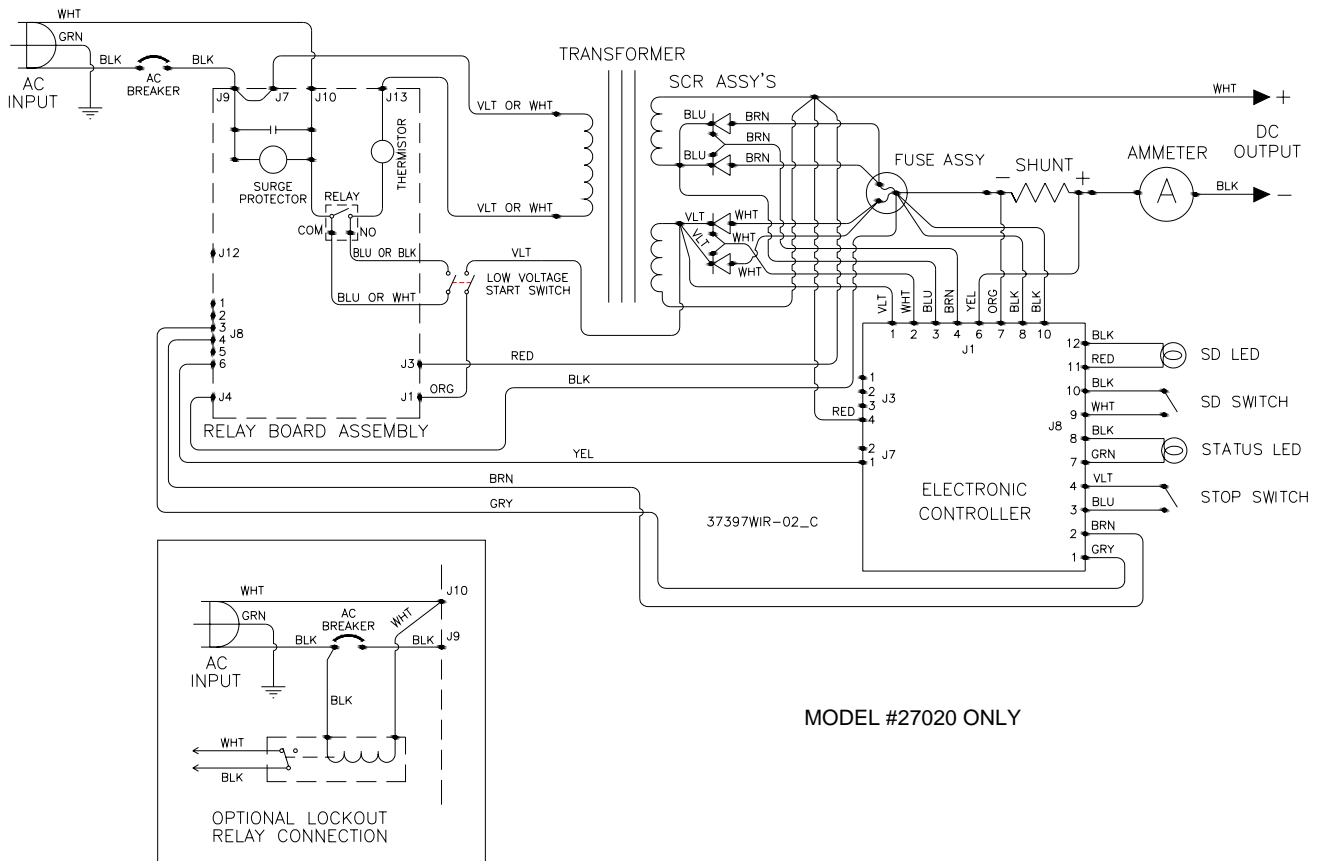 WHT
GRN
BLK
BLK
AC
INPUT
AC
BREAKER
J9
J7
J10
J13
SURGE
PROTECTOR
THERMISTOR
RELAY
COM
NO
J12
BLU OR BLK
BLU OR WHT
1
2
3
4
5
6
J8
J4
J3
J1
RELAY BOARD ASSEMBLY
VLT OR WHT
VLT OR WHT
VLT
LOW VOLTAGE
START SWITCH
RED
ORG
BLK
YEL
BRN
GRY
TRANSFORMER
SCR ASSY'S
BLU
BRN
BRN
BLU
BRN
VLT
WHT
VLT
WHT
WHT
FUSE ASSY
- SHUNT +
AMMETER
A
WHT
+
DC
OUTPUT
BLK
-
VLT
WHT
BLU
BRN
YEL
ORG
BLK
BLK
1 2 3 4 6 7 8 10
J1
1
2
3
4
J3
RED
2
1
J7
ELECTRONIC
CONTROLLER
12
11
10
9
8
7
4
3
2
1
J8
BLK
RED
BLK
WHT
BLK
GRN
VLT
BLU
BRN
GRY
SD LED
SD SWITCH
STATUS LED
STOP SWITCH
37397WIR-02_C
WHT
GRN
BLK
AC
BREAKER
WHT
J10
BLK
J9
AC
INPUT
BLK
WHT
BLK
OPTIONAL LOCKOUT
RELAY CONNECTION
MODEL #27020 ONLY